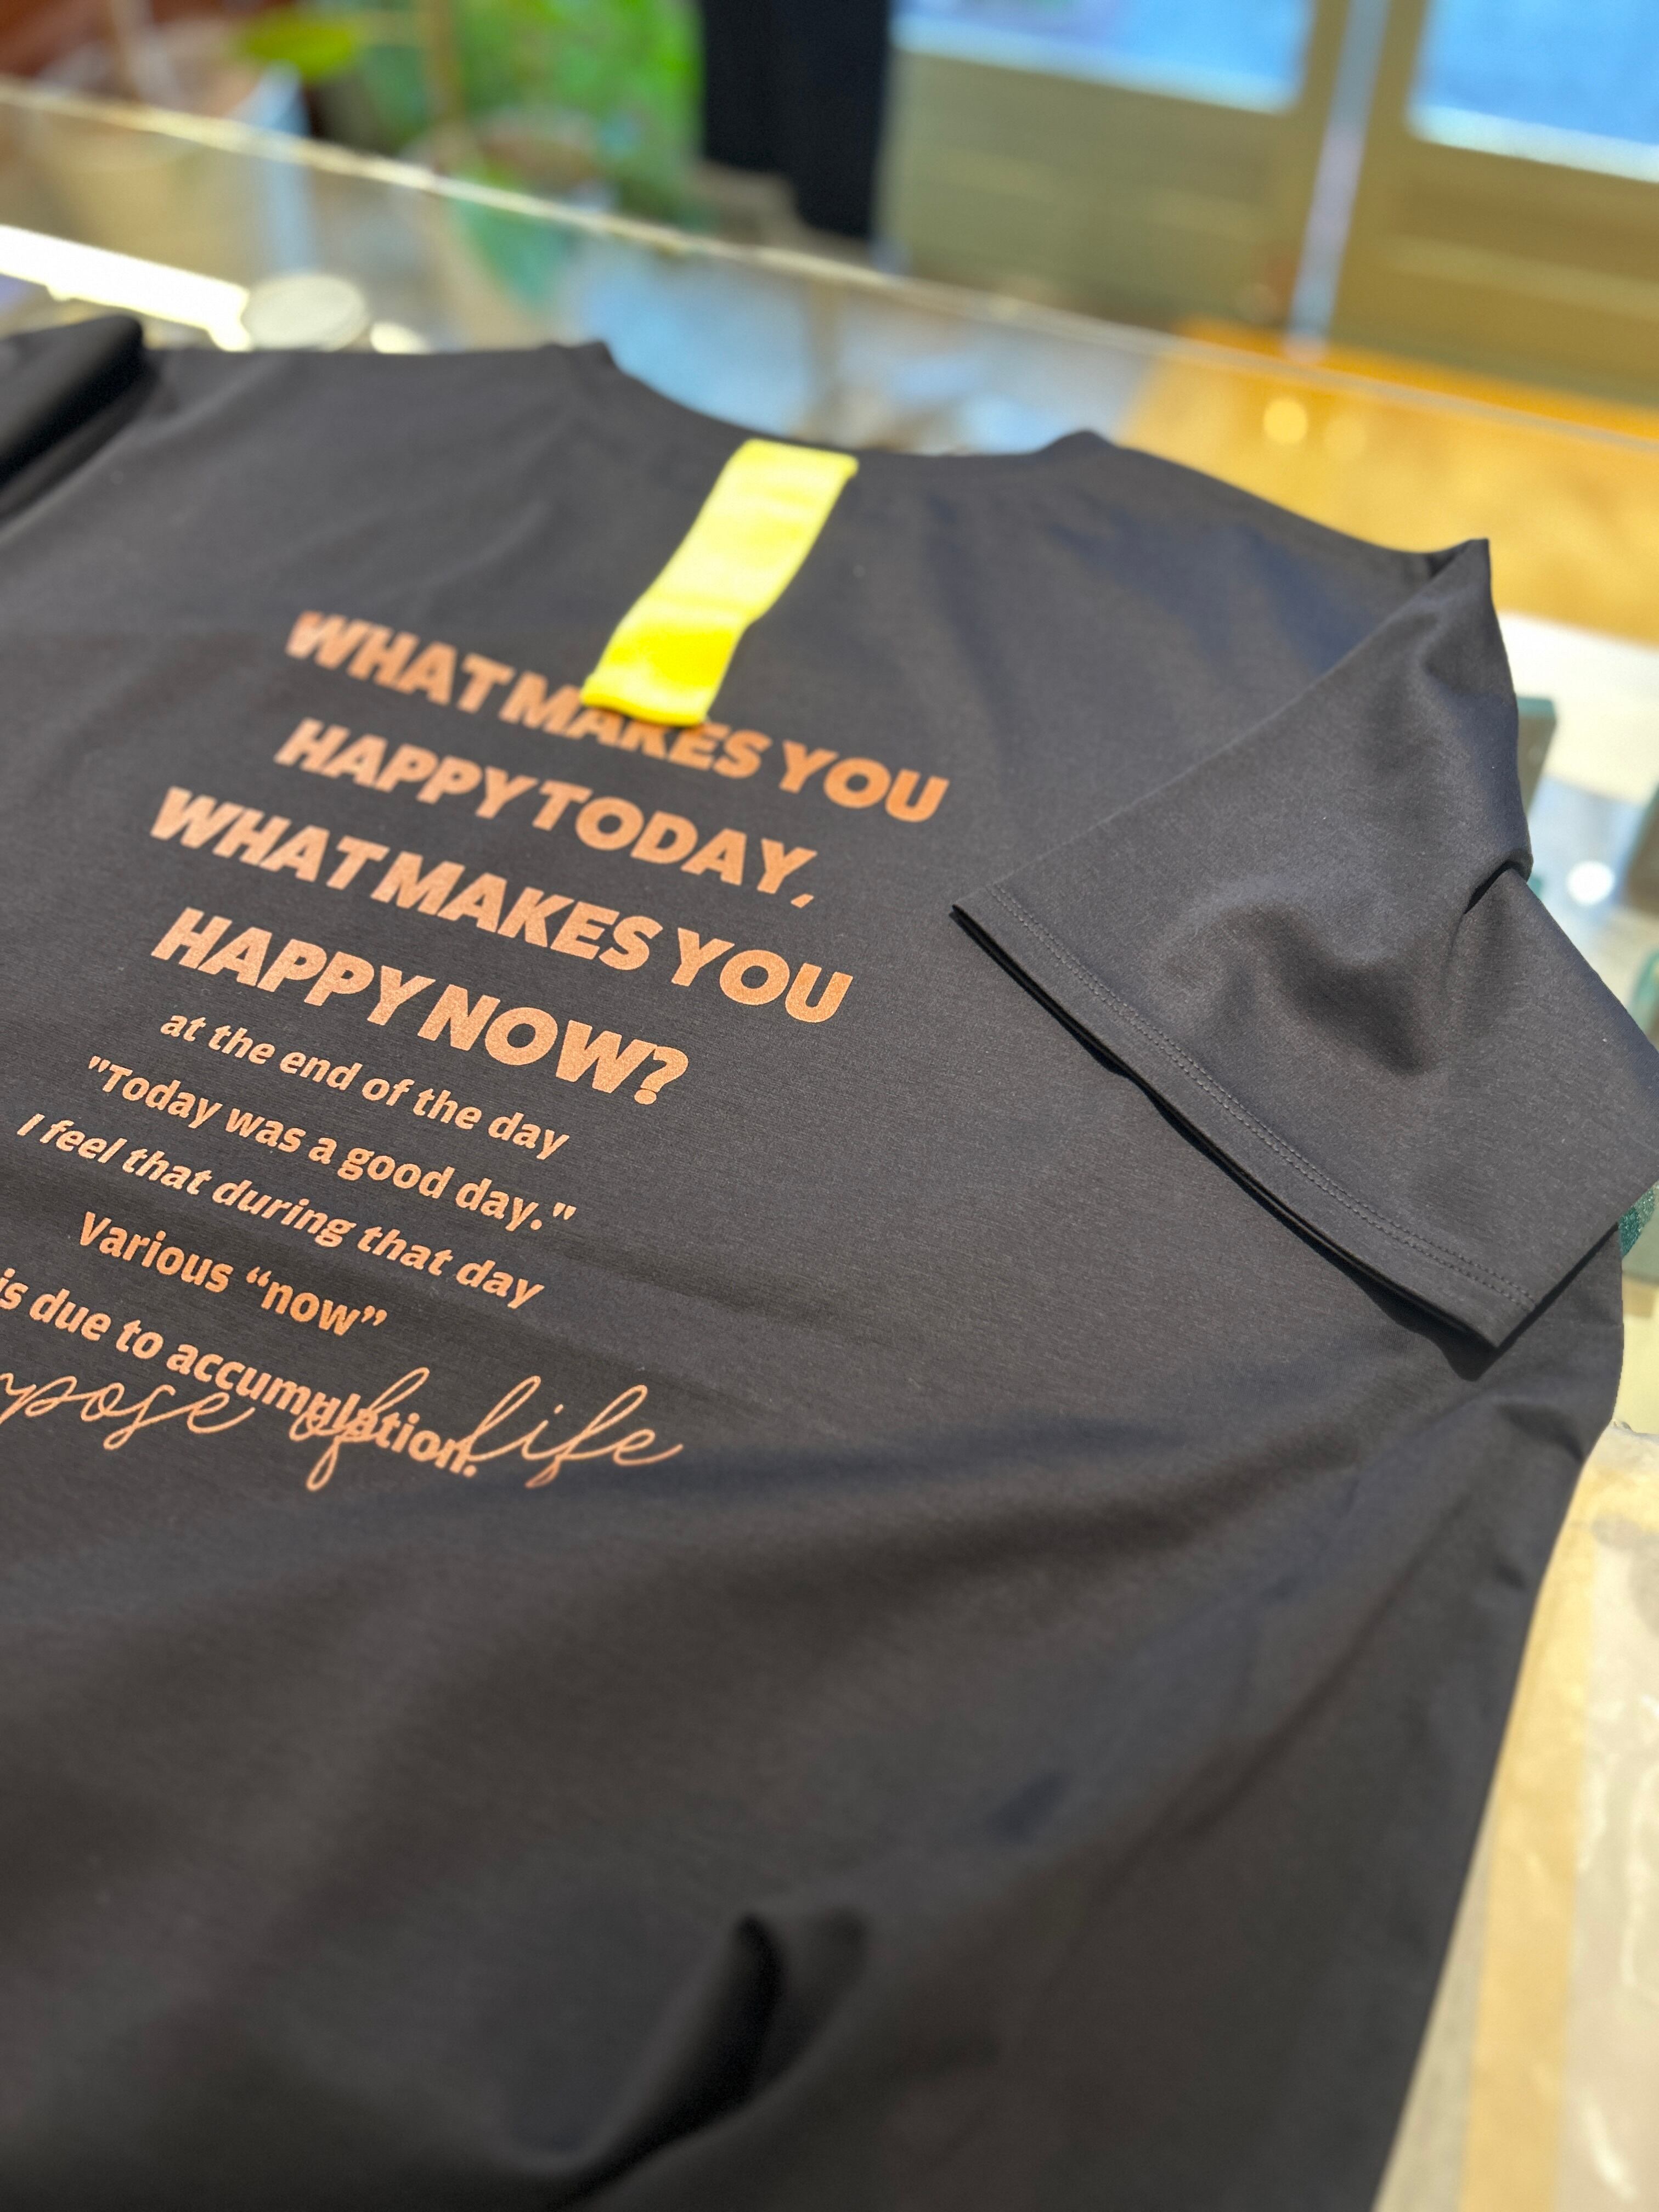 WHAT MAKES YOU
HAPPY TODAY,
WHAT MAKES YOU
HAPPY NOW?
at the end of the day
"Today was a good day."
I feel that during that day
Various “now”
is due to accumulation.
of life